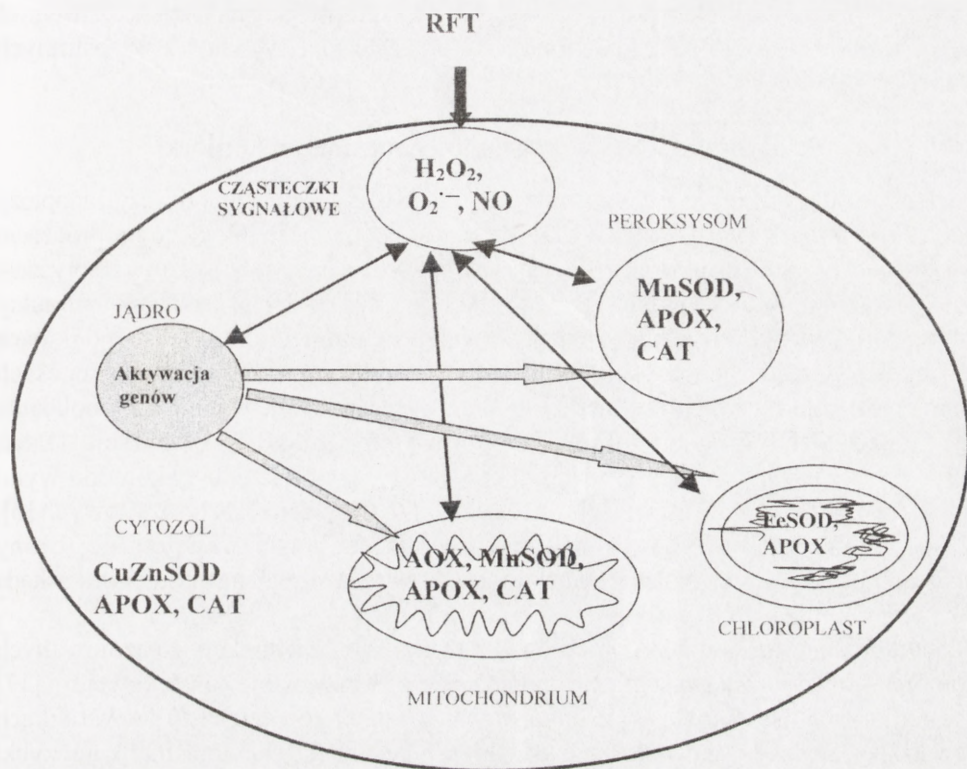 RFT
H₂O₂,
O₂·⁻, NO
CZĄSTECZKI
SYGNAŁOWE
PEROKSYSOM
MnSOD,
APOX,
CAT
JĄDRO
Aktywacja
genów
CYTOZOL
CuZnSOD
APOX, CAT
AOX, MnSOD,
APOX, CAT
MITOCHONDRIUM
FeSOD,
APOX
CHLOROPLAST